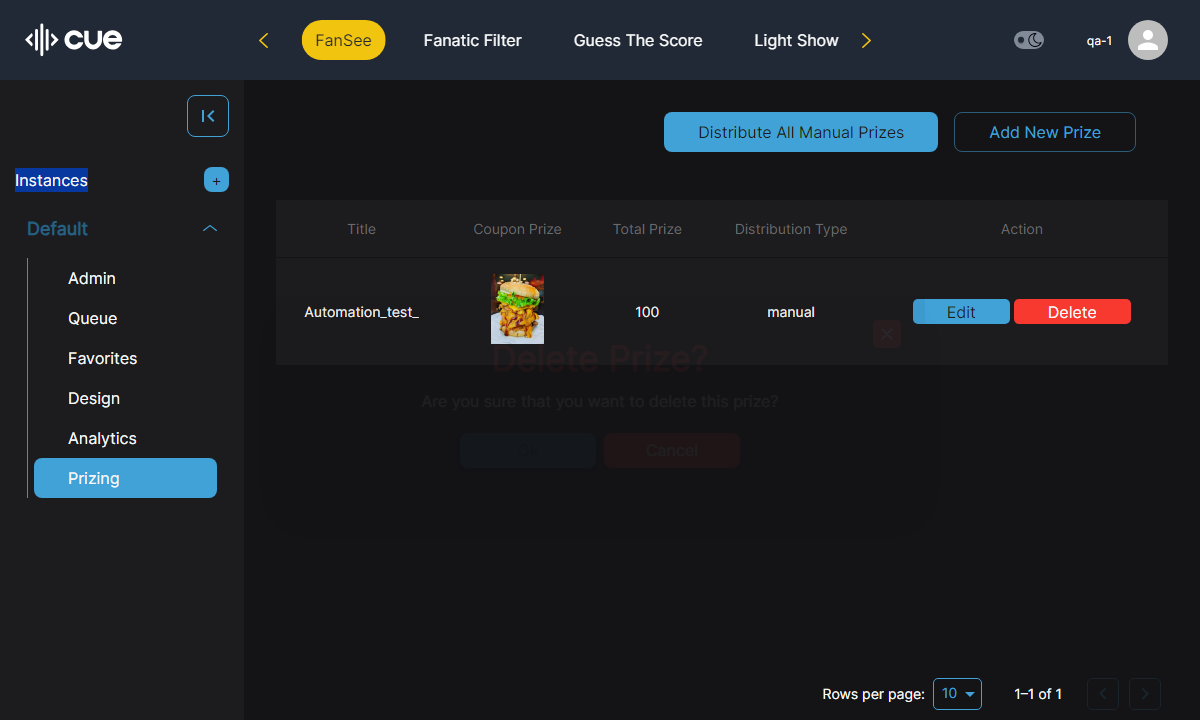 cue
FanSee
Fanatic Filter
Guess The Score
Light Show
qa-1
Instances
+
Default
Admin
Queue
Favorites
Design
Analytics
Prizing
Distribute All Manual Prizes
Add New Prize
Title Coupon Prize Total Prize Distribution Type Action
Automation_test_ 100 manual Edit Delete
Delete Prize?
Are you sure that you want to delete this prize?
Cancel
Rows per page: 10 1–1 of 1